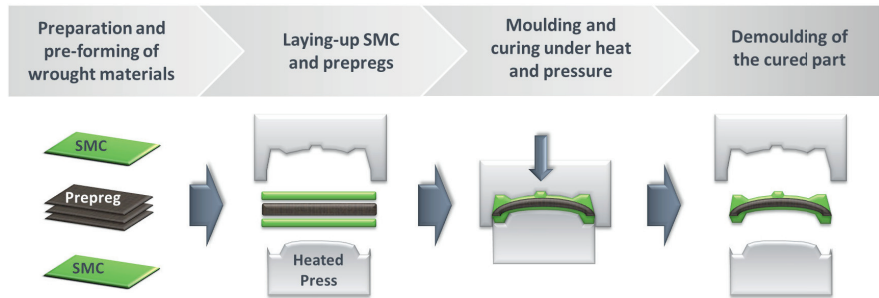 Preparation and
pre-forming of
wrought materials
Laying-up SMC
and prepregs
Moulding and
curing under heat
and pressure
Demoulding of
the cured part
SMC
Prepreg
SMC
Heated
Press